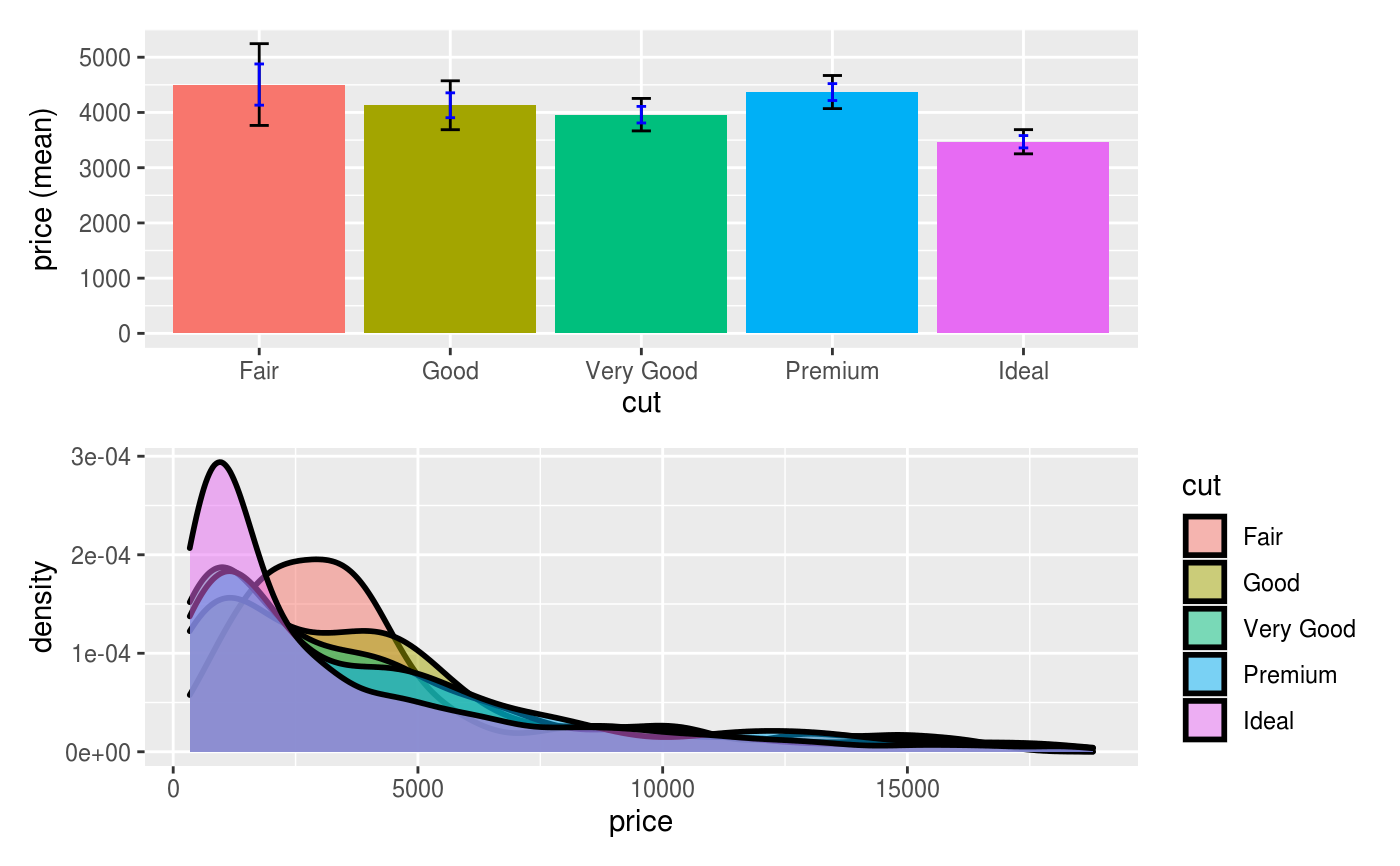 price (mean)
5000
4000
3000
2000
1000
0
Fair Good Very Good Premium Ideal
cut
density
3e-04
2e-04
1e-04
0e+00
0 5000 10000 15000
price
cut
Fair
Good
Very Good
Premium
Ideal